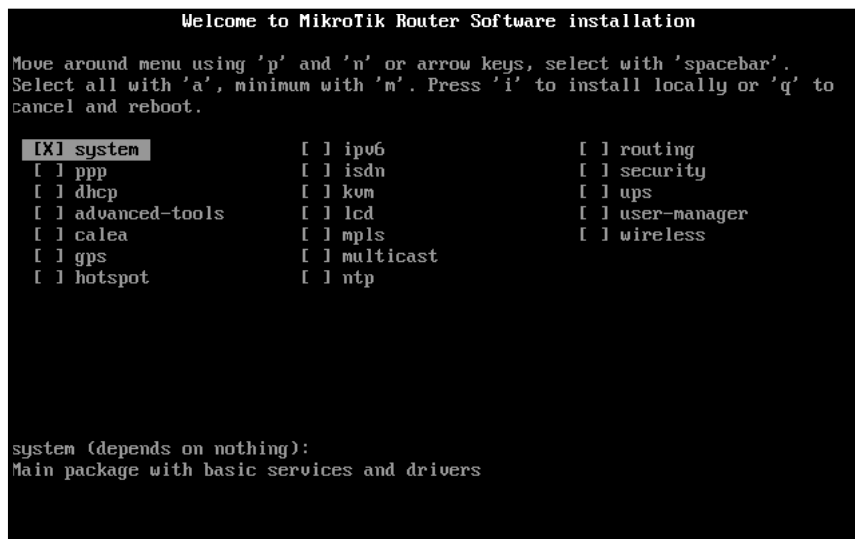 Welcome to MikroTik Router Software installation
Move around menu using 'p' and 'n' or arrow keys, select with 'spacebar'.
Select all with 'a', minimum with 'm'. Press 'i' to install locally or 'q' to
cancel and reboot.
[X] system [ ] ipv6 [ ] routing
[ ] ppp [ ] isdn [ ] security
[ ] dhcp [ ] kvm [ ] ups
[ ] advanced-tools [ ] lcd [ ] user-manager
[ ] calea [ ] mpls [ ] wireless
[ ] gps [ ] multicast
[ ] hotspot [ ] ntp
system (depends on nothing):
Main package with basic services and drivers